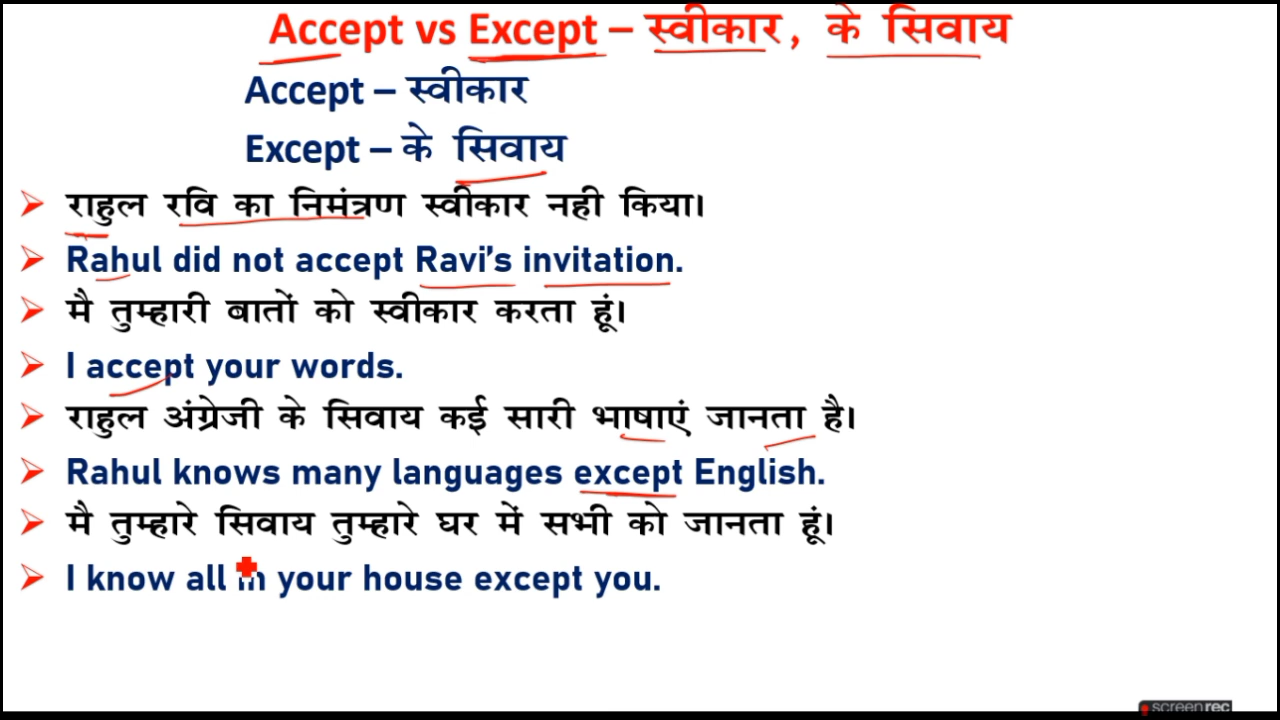 Accept vs Except – स्वीकार, के सिवाय
Accept – स्वीकार
Except – के सिवाय
राहुल रवि का निमंत्रण स्वीकार नही किया।
Rahul did not accept Ravi's invitation.
मै तुम्हारी बातों को स्वीकार करता हूं।
I accept your words.
राहुल अंग्रेजी के सिवाय कई सारी भाषाएं जानता है।
Rahul knows many languages except English.
मै तुम्हारे सिवाय तुम्हारे घर में सभी को जानता हूं।
I know all in your house except you.
screenrec